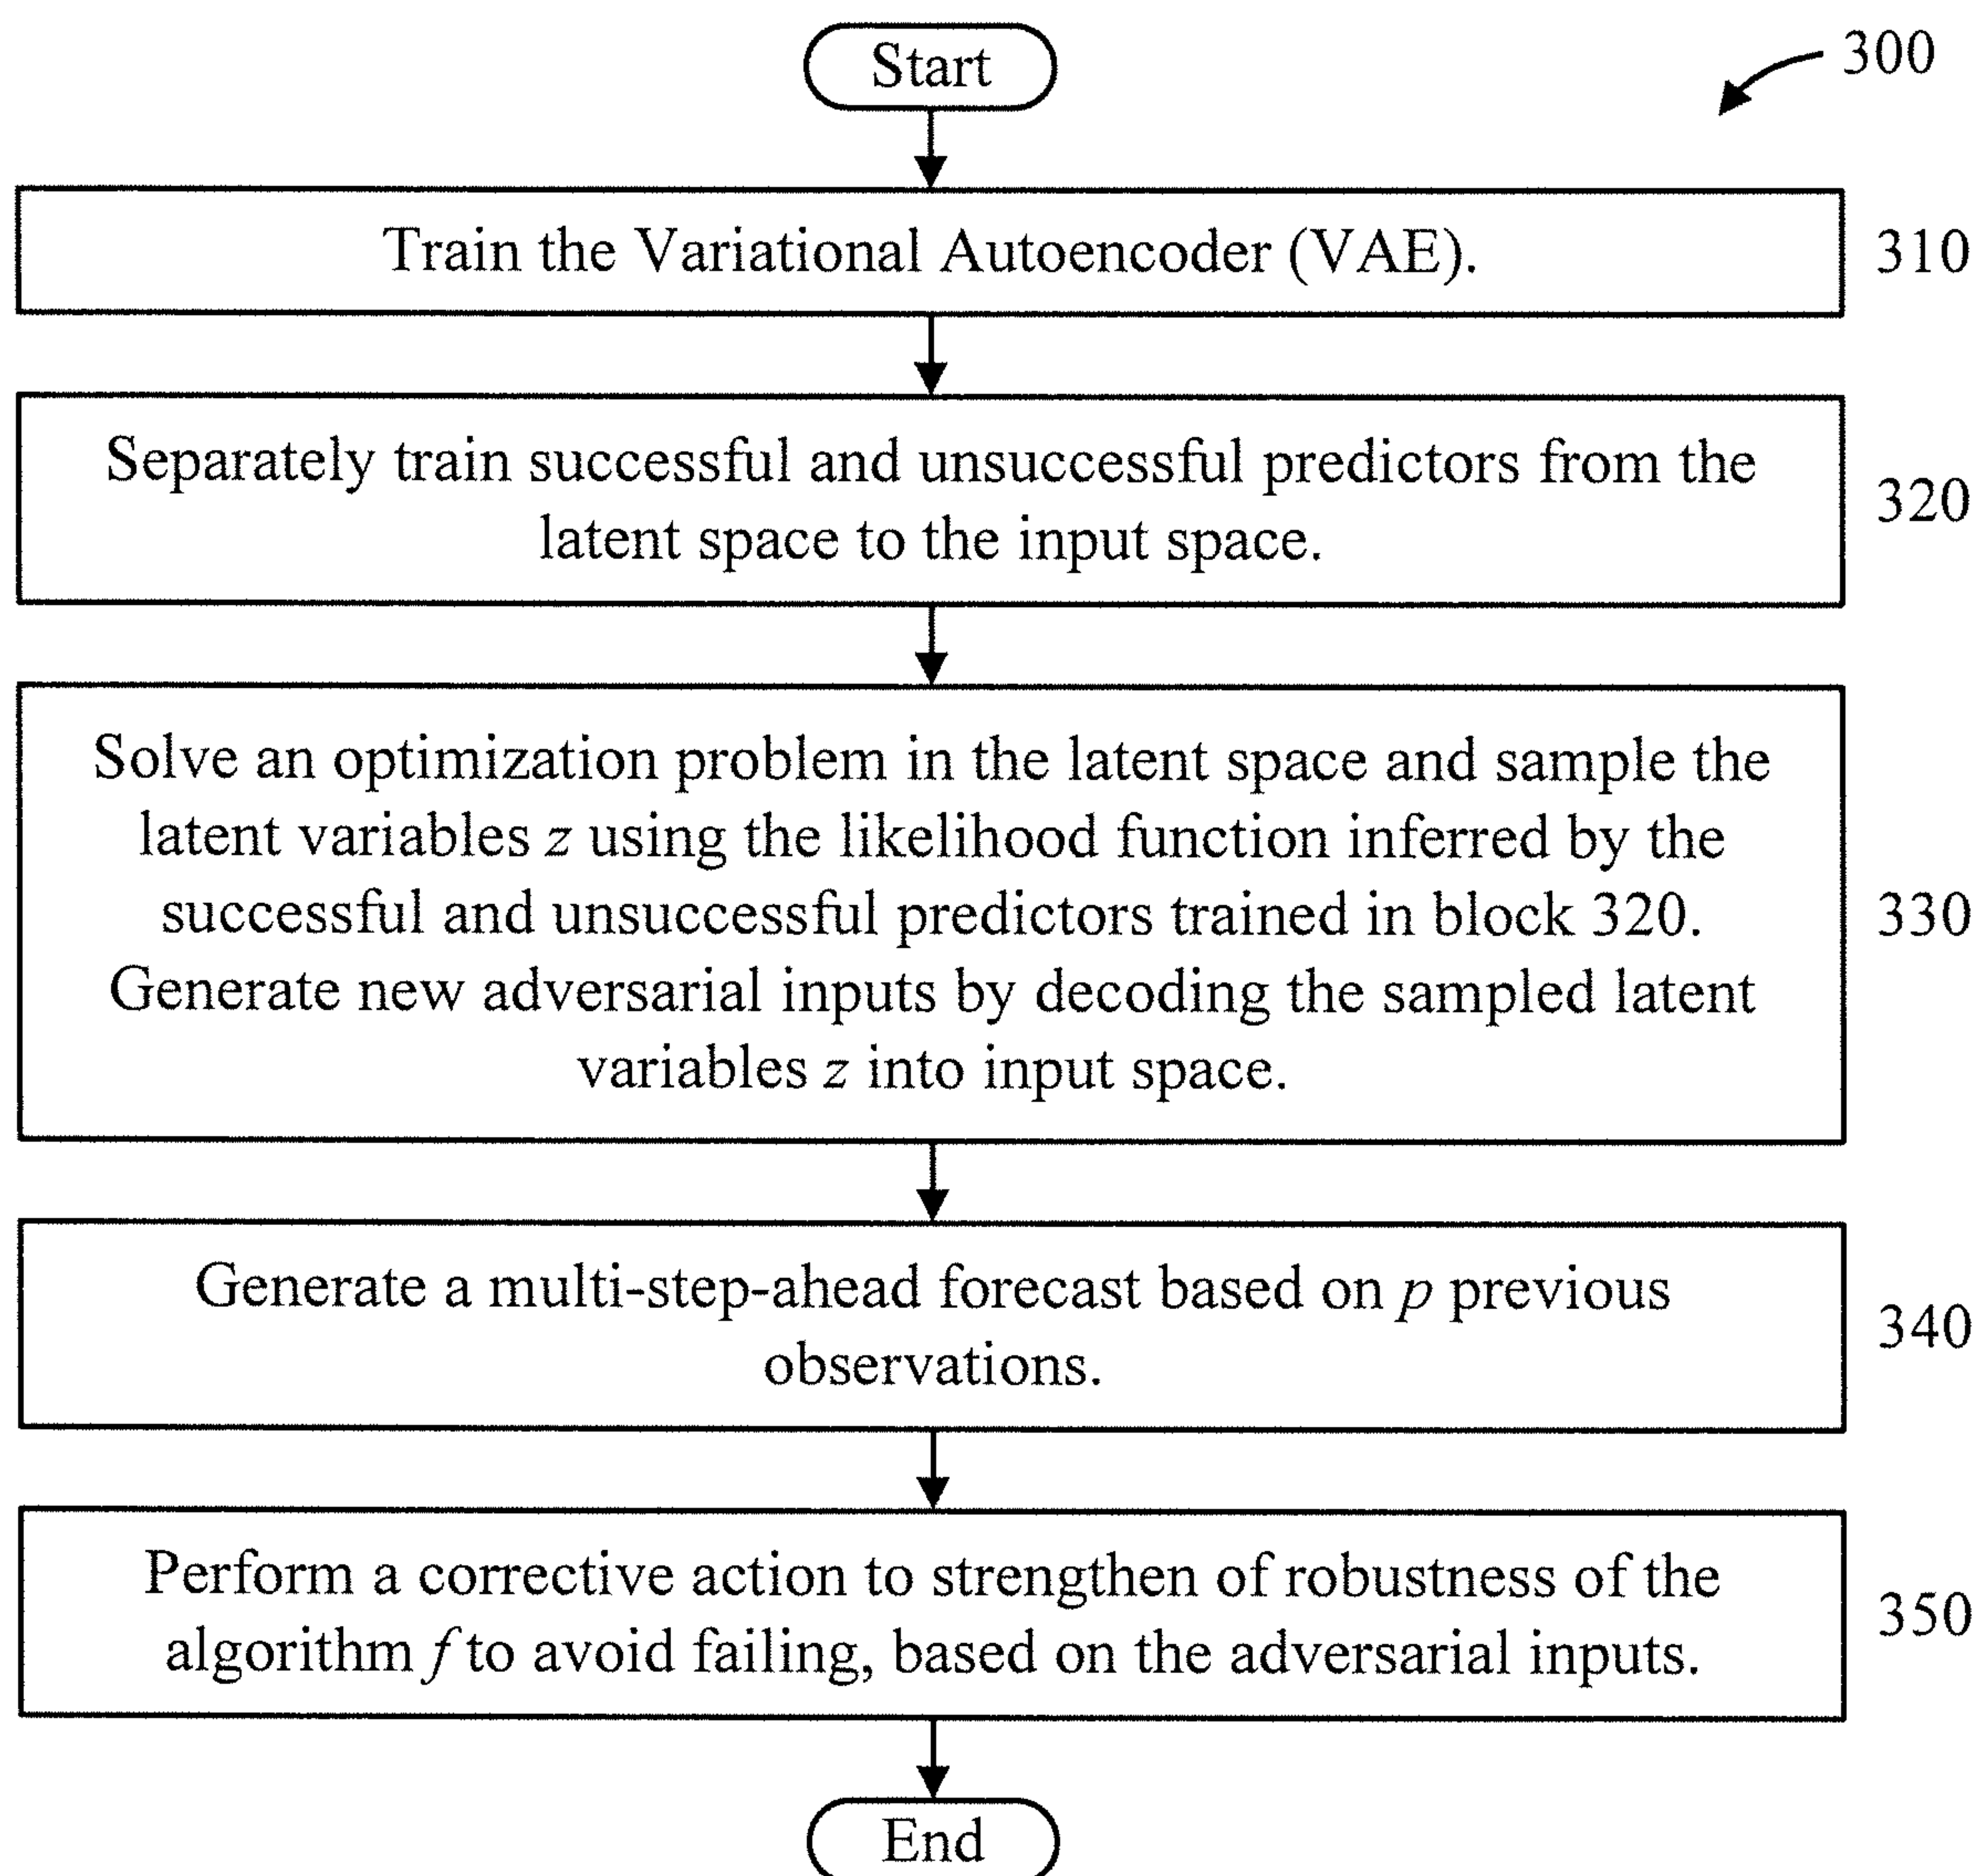 Start
300
Train the Variational Autoencoder (VAE).
310
Separately train successful and unsuccessful predictors from the
latent space to the input space.
320
Solve an optimization problem in the latent space and sample the
latent variables z using the likelihood function inferred by the
successful and unsuccessful predictors trained in block 320.
Generate new adversarial inputs by decoding the sampled latent
variables z into input space.
330
Generate a multi-step-ahead forecast based on p previous
observations.
340
Perform a corrective action to strengthen of robustness of the
algorithm f to avoid failing, based on the adversarial inputs.
350
End